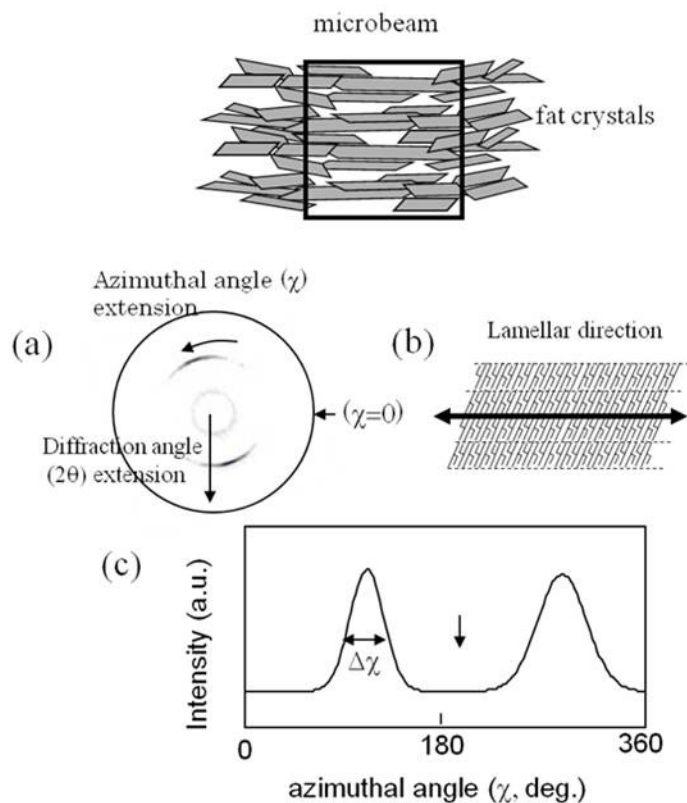 microbeam
fat crystals
Azimuthal angle (χ)
extension
(a)
(χ=0)
Diffraction angle
(2θ) extension
(b)
Lamellar direction
(c)
Intensity (a.u.)
Δχ
0
180
360
azimuthal angle (χ, deg.)